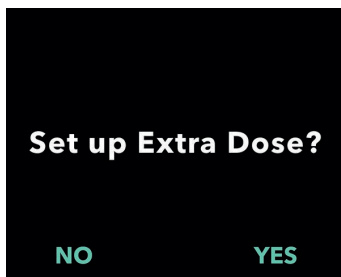 Set up Extra Dose?
NO YES